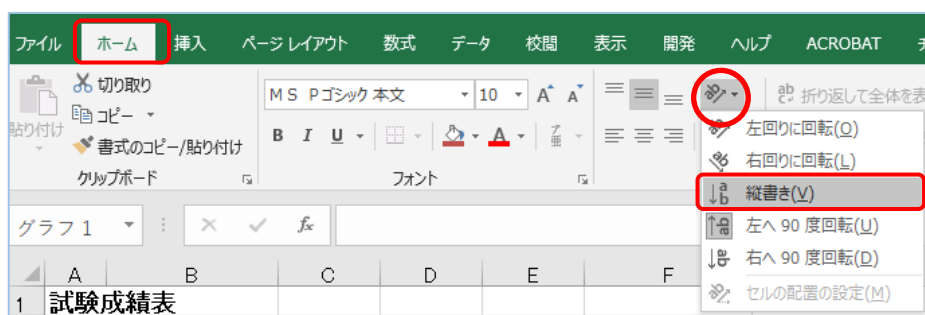 ファイル ホーム 挿入 ページ レイアウト 数式 データ 校閲 表示 開発 ヘルプ ACROBAT
切り取り
コピー
貼り付け
書式のコピー/貼り付け
クリップボード
ＭＳ Ｐゴシック 本文 10 A A
B I U A
フォント
ab 折り返して全体を表
左回りに回転(O)
右回りに回転(L)
縦書き(V)
左へ 90 度回転(U)
右へ 90 度回転(D)
セルの配置の設定(M)
グラフ 1 fx
A B C D E F
1 試験成績表